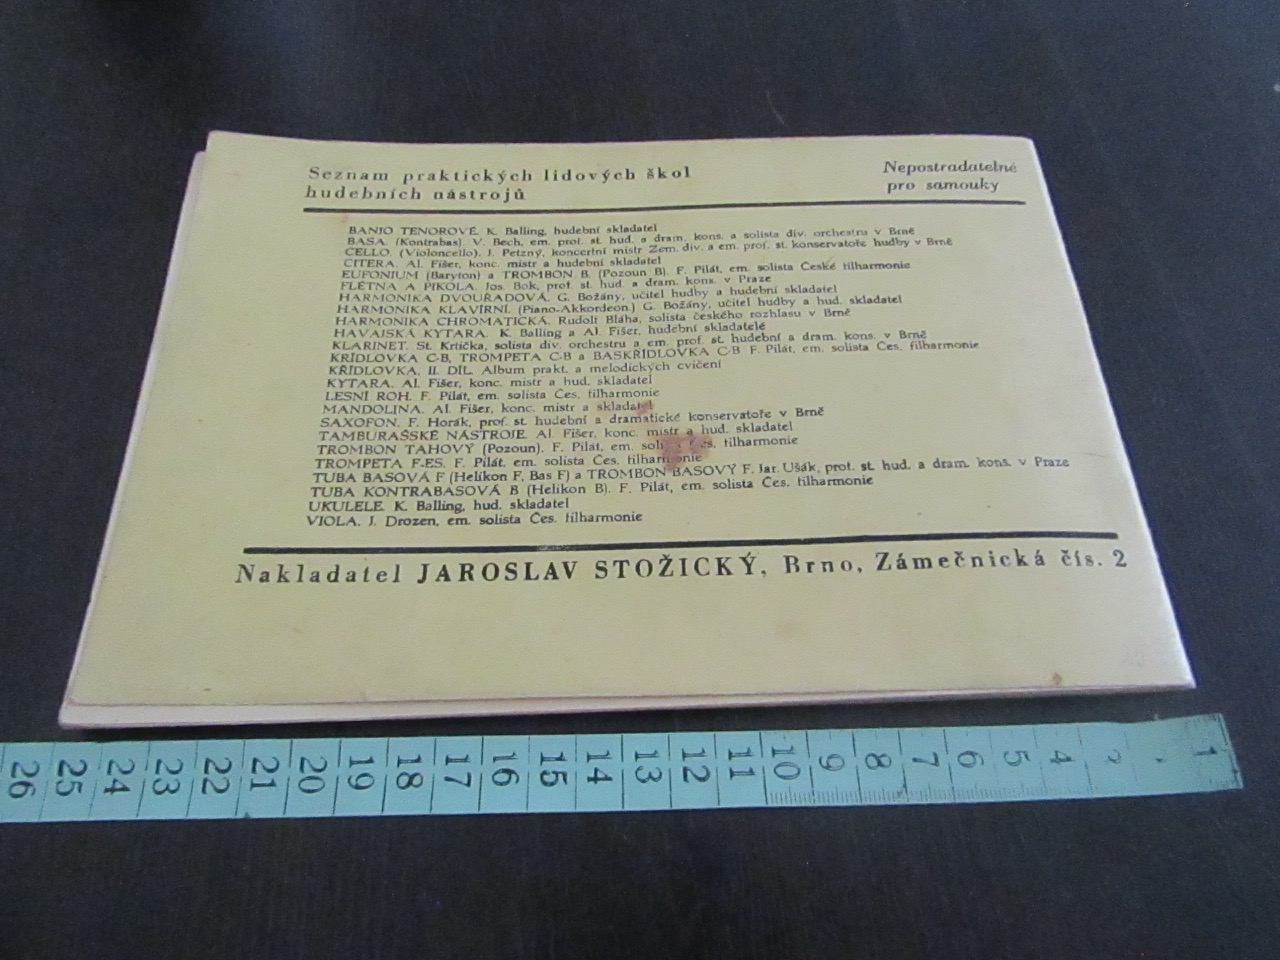 Seznam praktických lidových škol
hudebních nástrojů
Nepostradatelné
pro samouky
BANJO TENOROVÉ. K. Balling, hudební skladatel
BASA. (Kontrabas). V. Bech, em. prof. st. hud. a dram. kons. a solista div. orchestru v Brně
CELLO. (Violoncello). J. Petzný, koncertní mistr Zem. div. a em. prof. st. konservatoře hudby v Brně
CITERA. Al. Fišer, konc. mistr a hudební skladatel
EUFONIUM (Baryton) a TROMBON B. (Pozoun B). F. Pilát, em. solista České filharmonie
FLÉTNA A PIKOLA. Jos. Bok, prof. st. hud. a dram. kons. v Praze
HARMONIKA DVOUŘADOVÁ. G. Božány, učitel hudby a hudební skladatel
HARMONIKA KLAVÍRNÍ. (Piano-Akkordeon.) G. Božány, učitel hudby a hud. skladatel
HARMONIKA CHROMATICKÁ. Rudolf Bláha, solista českého rozhlasu v Brně
HAVAJSKÁ KYTARA. K. Balling a Al. Fišer, hudební skladatelé
KLARINET. St. Krtička, solista div. orchestru a em. prof. st. hudební a dram. kons. v Brně
KŘÍDLOVKA C-B, TROMPETA C-B a BASKŘÍDLOVKA C-B F. Pilát, em. solista Čes. filharmonie
KŘÍDLOVKA, II. DÍL. Album prakt. a melodických cvičení
KYTARA. Al. Fišer, konc. mistr a hud. skladatel
LESNÍ ROH. F. Pilát, em. solista Čes. filharmonie
MANDOLINA. Al. Fišer, konc. mistr a skladatel
SAXOFON. F. Horák, prof. st. hudební a dramatické konservatoře v Brně
TAMBURAŠSKÉ NÁSTROJE. Al. Fišer, konc. mistr a hud. skladatel
TROMBON TAHOVÝ (Pozoun). F. Pilát, em. solista Čes. filharmonie
TROMPETA F-ES. F. Pilát, em. solista Čes. filharmonie
TUBA BASOVÁ F (Helikon F, Bas F) a TROMBON BASOVÝ F. Jar. Ušák, prof. st. hud. a dram. kons. v Praze
TUBA KONTRABASOVÁ B (Helikon B). F. Pilát, em. solista Čes. filharmonie
UKULELE. K. Balling, hud. skladatel
VIOLA. J. Drozen, em. solista Čes. filharmonie
Nakladatel JAROSLAV STOŽICKÝ, Brno, Zámečnická čís. 2
26 25 24 23 22 21 20 19 18 17 16 15 14 13 12 11 10 9 8 7 6 5 4 1